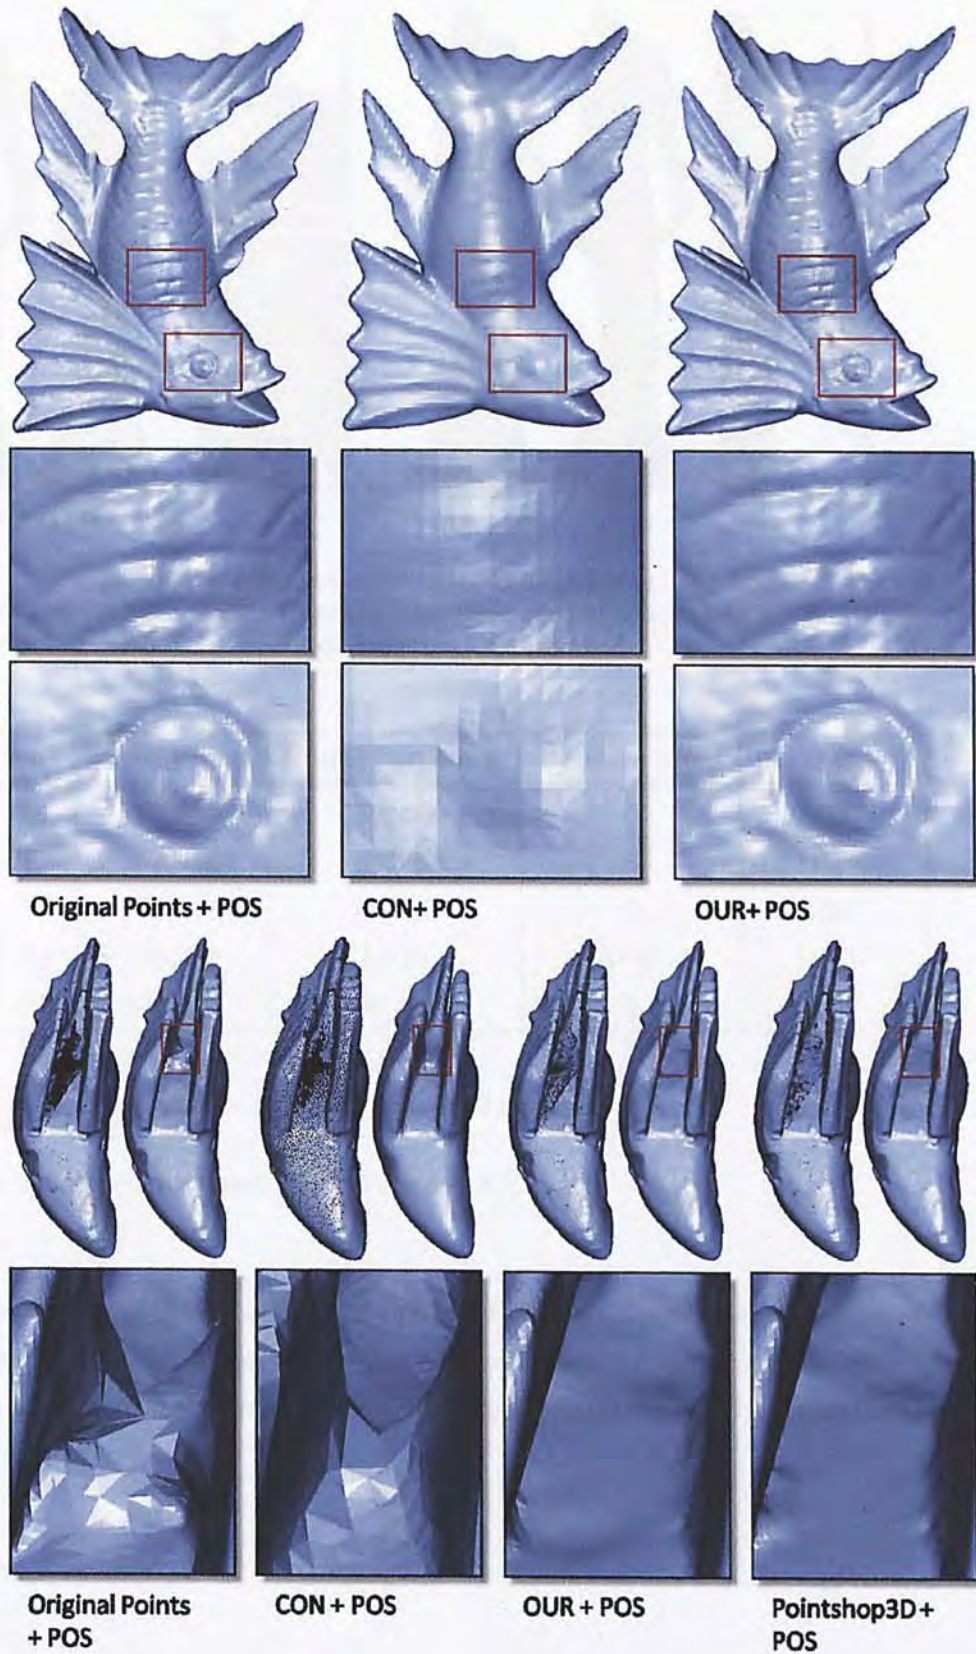 Original Points + POS
CON+ POS
OUR+ POS
Original Points
+ POS
CON + POS
OUR + POS
Pointshop3D +
POS